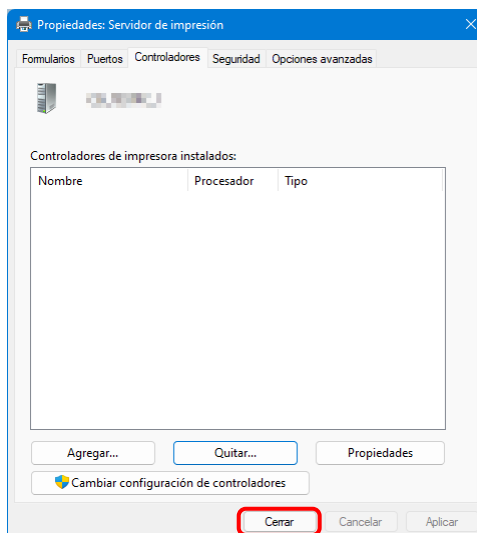 Propiedades: Servidor de impresión
Formularios Puertos Controladores Seguridad Opciones avanzadas
Controladores de impresora instalados:
Nombre Procesador Tipo
Agregar... Quitar... Propiedades
Cambiar configuración de controladores
Cerrar Cancelar Aplicar